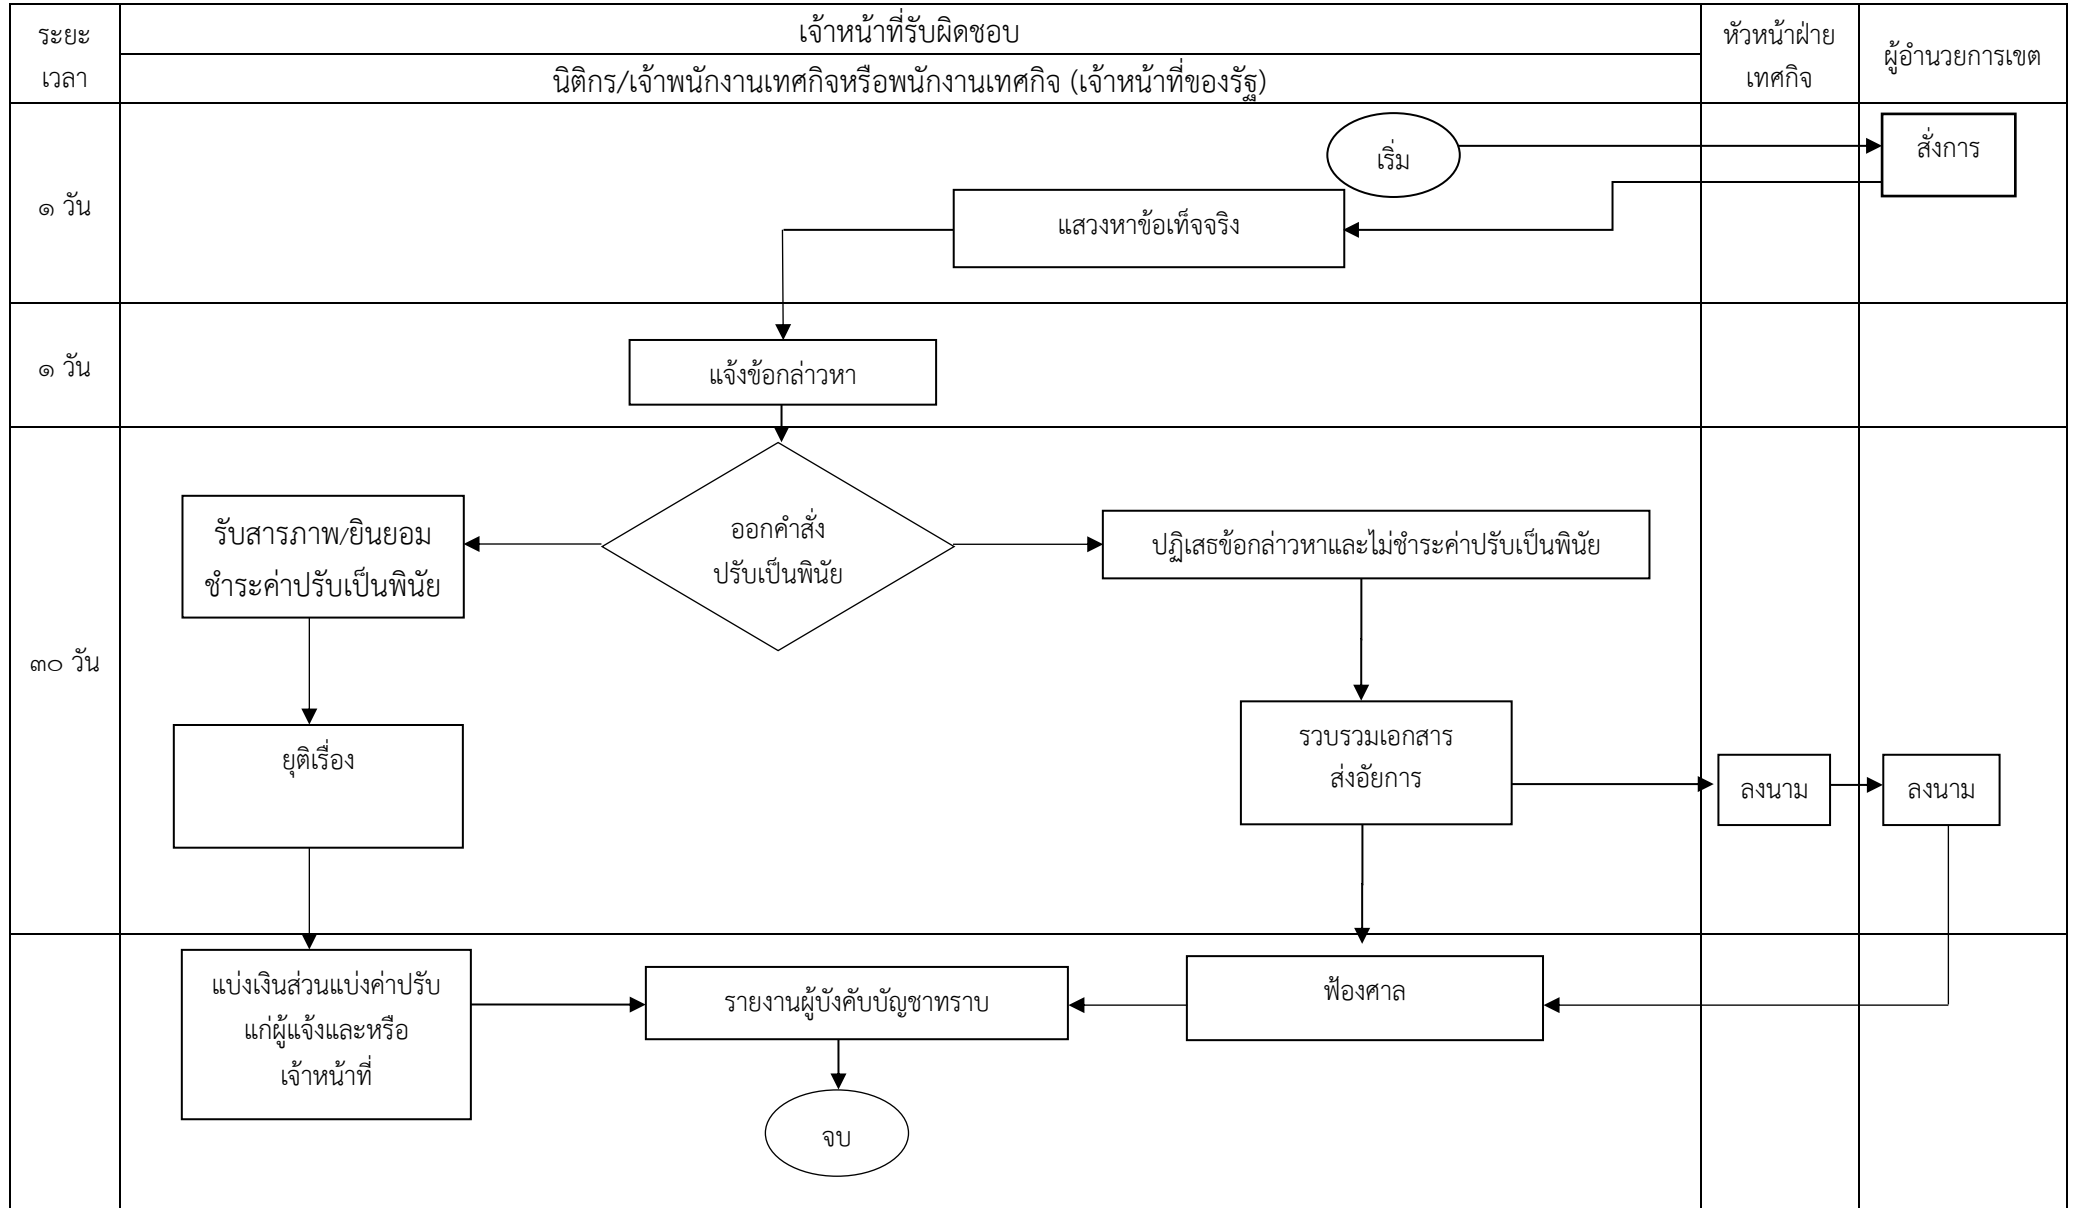 ระยะ
เวลา
เจ้าหน้าที่รับผิดชอบ
นิติกร/เจ้าพนักงานเทศกิจหรือพนักงานเทศกิจ (เจ้าหน้าที่ของรัฐ)
หัวหน้าฝ่าย
เทศกิจ
ผู้อำนวยการเขต
๑ วัน
เริ่ม
สั่งการ
แสวงหาข้อเท็จจริง
๑ วัน
แจ้งข้อกล่าวหา
๓๐ วัน
ออกคำสั่ง
ปรับเป็นพินัย
รับสารภาพ/ยินยอม
ชำระค่าปรับเป็นพินัย
ปฏิเสธข้อกล่าวหาและไม่ชำระค่าปรับเป็นพินัย
ยุติเรื่อง
รวบรวมเอกสาร
ส่งอัยการ
ลงนาม
ลงนาม
แบ่งเงินส่วนแบ่งค่าปรับ
แก่ผู้แจ้งและหรือ
เจ้าหน้าที่
รายงานผู้บังคับบัญชาทราบ
ฟ้องศาล
จบ